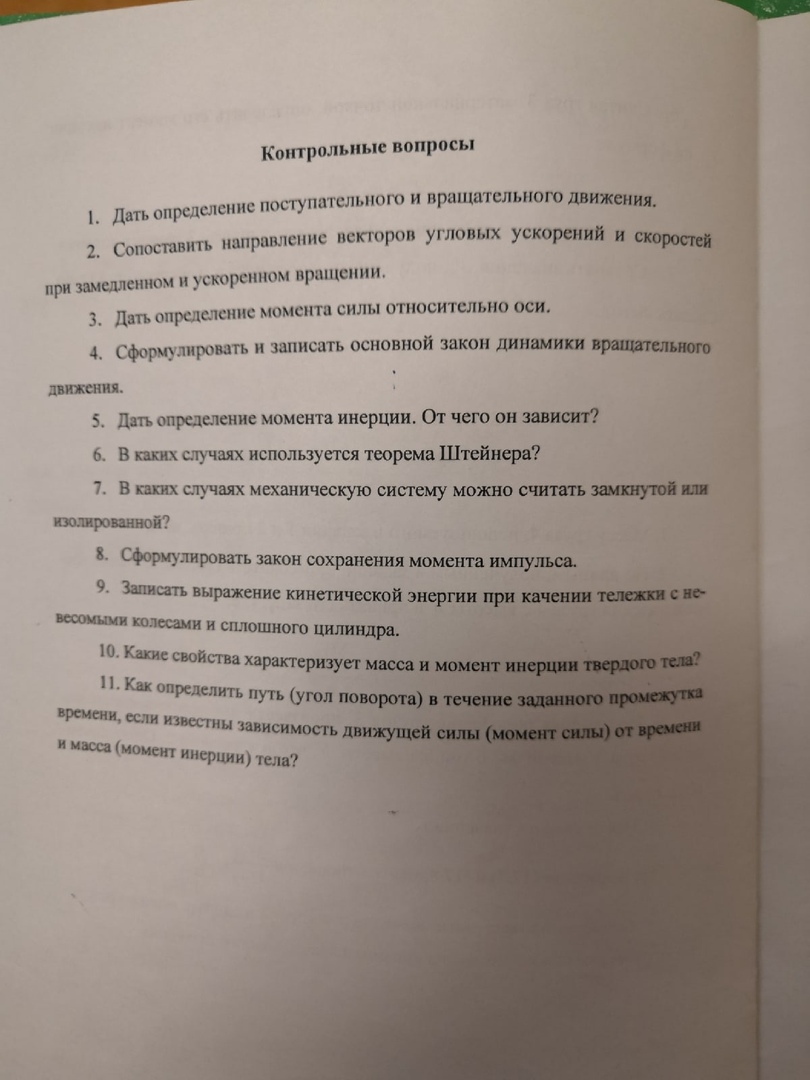 Контрольные вопросы
1. Дать определение поступательного и вращательного движения.
2. Сопоставить направление векторов угловых ускорений и скоростей
при замедленном и ускоренном вращении.
3. Дать определение момента силы относительно оси.
4. Сформулировать и записать основной закон динамики вращательного
движения.
5. Дать определение момента инерции. От чего он зависит?
6. В каких случаях используется теорема Штейнера?
7. В каких случаях механическую систему можно считать замкнутой или
изолированной?
8. Сформулировать закон сохранения момента импульса.
9. Записать выражение кинетической энергии при качении тележки с не-
весомыми колесами и сплошного цилиндра.
10. Какие свойства характеризует масса и момент инерции твердого тела?
11. Как определить путь (угол поворота) в течение заданного промежутка
времени, если известны зависимость движущей силы (момент силы) от времени
и масса (момент инерции) тела?